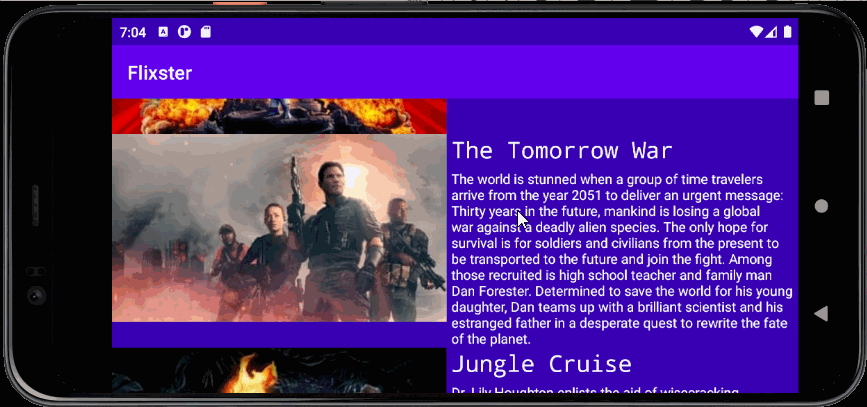 7:04
Flixster
The Tomorrow War
The world is stunned when a group of time travelers
arrive from the year 2051 to deliver an urgent message:
Thirty years in the future, mankind is losing a global
war against a deadly alien species. The only hope for
survival is for soldiers and civilians from the present to
be transported to the future and join the fight. Among
those recruited is high school teacher and family man
Dan Forester. Determined to save the world for his young
daughter, Dan teams up with a brilliant scientist and his
estranged father in a desperate quest to rewrite the fate
of the planet.
Jungle Cruise
Dr. Lily Houghton enlists the aid of wisecracking